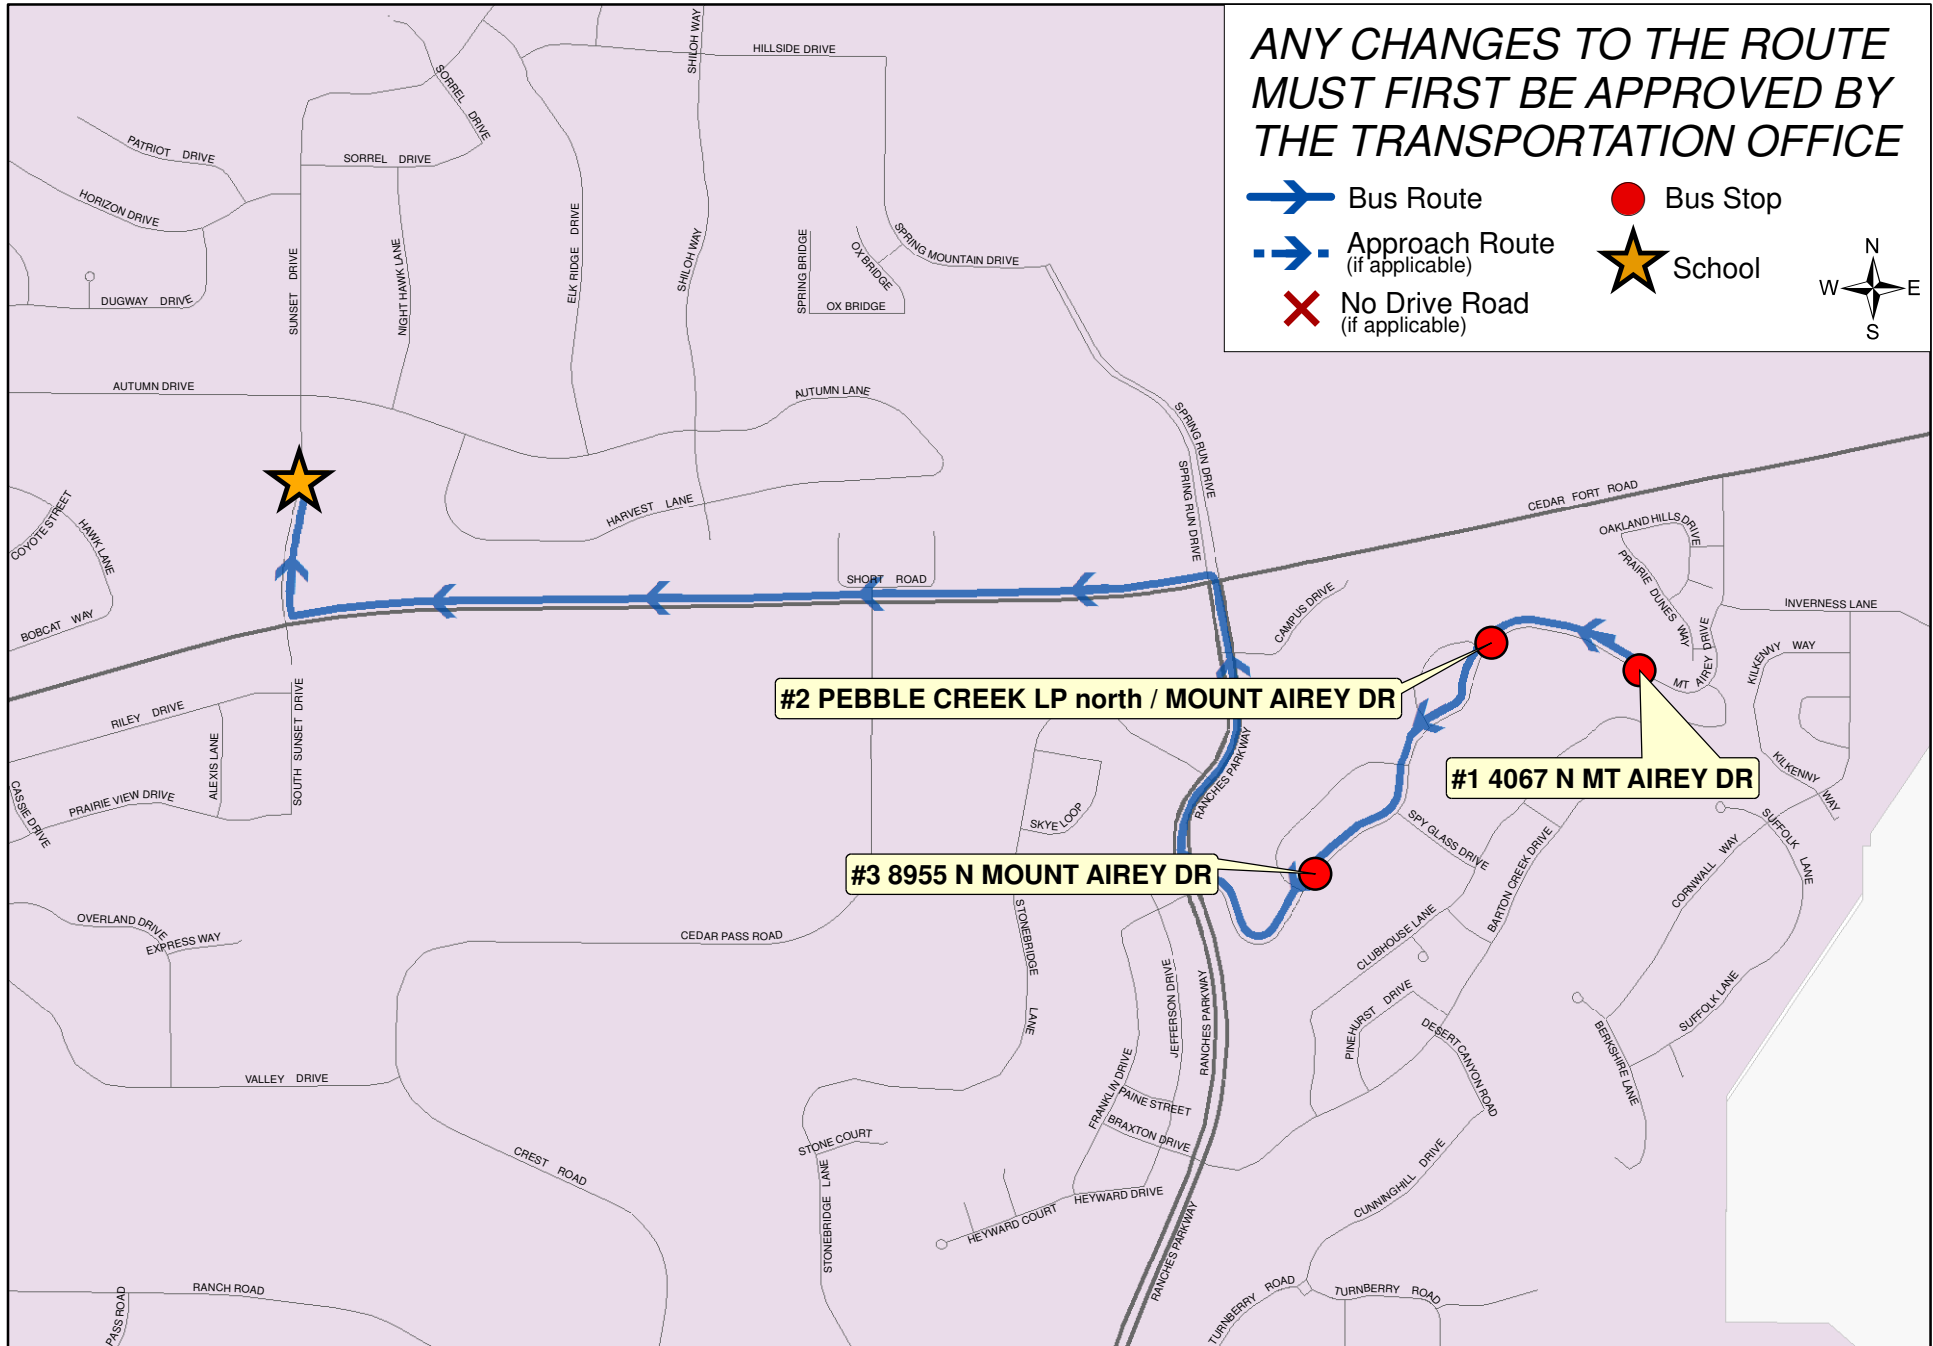 ANY CHANGES TO THE ROUTE
MUST FIRST BE APPROVED BY
THE TRANSPORTATION OFFICE
Bus Route
Bus Stop
Approach Route
(if applicable)
School
No Drive Road
(if applicable)
N
W E
S
HILLSIDE DRIVE
SHILOH WAY
SORREL DRIVE
PATRIOT DRIVE
SORREL DRIVE
HORIZON DRIVE
SUNSET DRIVE
NIGHT HAWK LANE
ELK RIDGE DRIVE
SHILOH WAY
SPRING BRIDGE
OX BRIDGE
SPRING MOUNTAIN DRIVE
DUGWAY DRIVE
OX BRIDGE
AUTUMN DRIVE
AUTUMN LANE
SPRING RUN DRIVE
SPRING RUN DRIVE
HARVEST LANE
CEDAR FORT ROAD
COYOTE STREET
HAWK LANE
OAKLAND HILLS DRIVE
PRAIRIE DUNES WAY
SHORT ROAD
CAMPUS DRIVE
INVERNESS LANE
BOBCAT WAY
KILKENNY WAY
MT AIREY DRIVE
#2 PEBBLE CREEK LP north / MOUNT AIREY DR
RILEY DRIVE
SOUTH SUNSET DRIVE
ALEXIS LANE
RANCHES PARKWAY
#1 4067 N MT AIREY DR
KILKENNY WAY
CASSIE DRIVE
PRAIRIE VIEW DRIVE
SKYE LOOP
SPY GLASS DRIVE
SUFFOLK LANE
#3 8955 N MOUNT AIREY DR
BARTON CREEK DRIVE
CORNWALL WAY
OVERLAND DRIVE
EXPRESS WAY
CEDAR PASS ROAD
STONEBRIDGE LANE
CLUBHOUSE LANE
JEFFERSON DRIVE
RANCHES PARKWAY
PINEHURST DRIVE
DESERT CANYON ROAD
SUFFOLK LANE
BERKSHIRE LANE
VALLEY DRIVE
FRANKLIN DRIVE
PAINE STREET
BRAXTON DRIVE
STONE COURT
CREST ROAD
STONEBRIDGE LANE
CUNNINGHILL DRIVE
HEYWARD DRIVE
HEYWARD COURT
RANCHES PARKWAY
RANCH ROAD
PASS ROAD
TURNBERRY ROAD
TURNBERRY ROAD